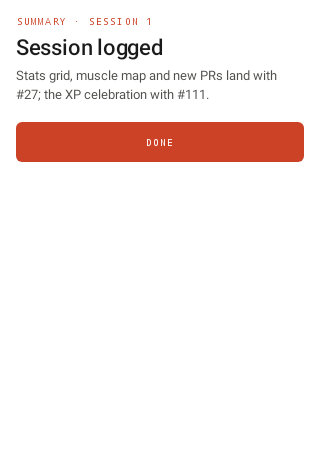 SUMMARY · SESSION 1
Session logged
Stats grid, muscle map and new PRs land with
#27; the XP celebration with #111.
DONE